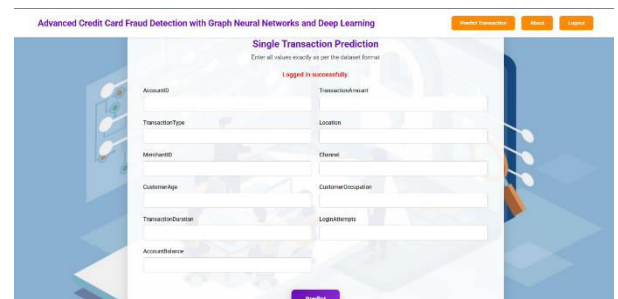 Advanced Credit Card Fraud Detection with Graph Neural Networks and Deep Learning
Predict Transaction About Logout
Single Transaction Prediction
Enter all values exactly as per the dataset format
Logged in successfully.
AccountID TransactionAmount
TransactionType Location
MerchantID Channel
CustomerAge CustomerOccupation
TransactionDuration LoginAttempts
AccountBalance
Predict